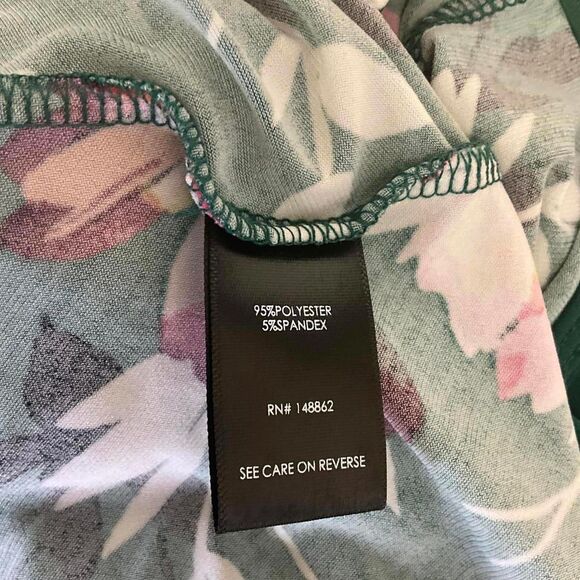 95%POLYESTER
5%SPANDEX
RN# 148862
SEE CARE ON REVERSE